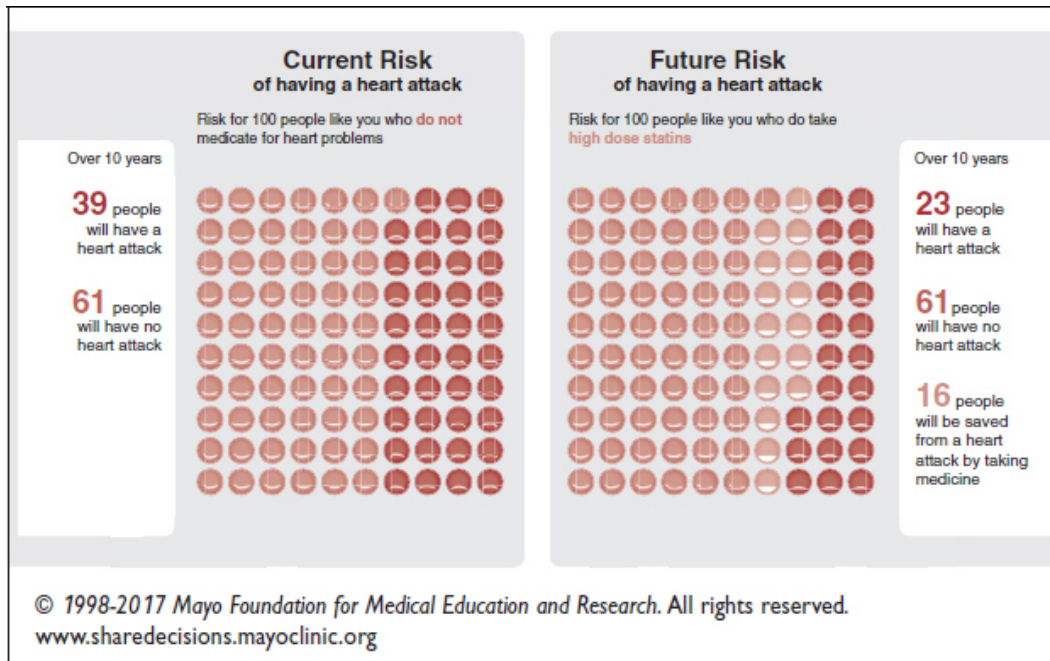 Current Risk
of having a heart attack
Risk for 100 people like you who do not
medicate for heart problems
Over 10 years
39 people
will have a
heart attack
61 people
will have no
heart attack
Future Risk
of having a heart attack
Risk for 100 people like you who do take
high dose statins
Over 10 years
23 people
will have a
heart attack
61 people
will have no
heart attack
16 people
will be saved
from a heart
attack by taking
medicine
© 1998-2017 Mayo Foundation for Medical Education and Research. All rights reserved.
www.sharedecisions.mayoclinic.org